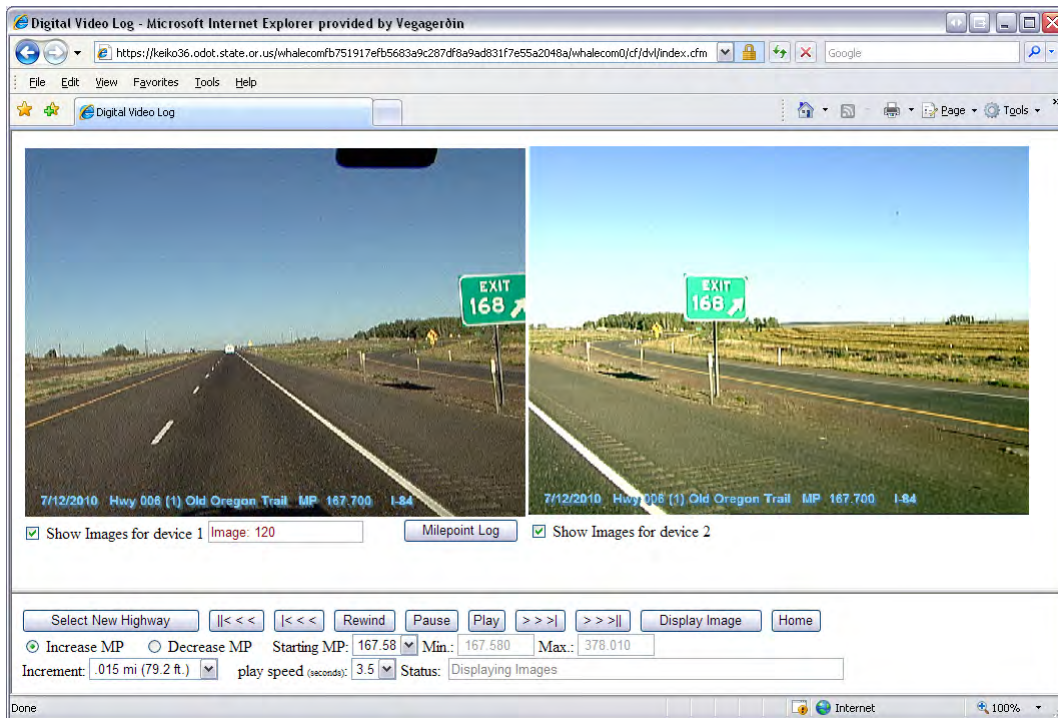 Digital Video Log - Microsoft Internet Explorer provided by Vegagerðin
https://keiko36.odot.state.or.us/whalecomfb751917efb5683a9c287df8a9ad831f7e55a2048a/whalecom0/cf/dvl/index.cfm
Google
File Edit View Favorites Tools Help
Digital Video Log
Page Tools
EXIT
168
EXIT
168
7/12/2010 Hwy 006 (1) Old Oregon Trail MP 167.700 I-84
7/12/2010 Hwy 006 (1) Old Oregon Trail MP 167.700 I-84
Show Images for device 1 Image: 120 Milepoint Log Show Images for device 2
Select New Highway ||< < < |< < < Rewind Pause Play > > >| > > >|| Display Image Home
Increase MP Decrease MP Starting MP: 167.58 Min.: 167.580 Max.: 378.010
Increment: .015 mi (79.2 ft.) play speed (seconds): 3.5 Status: Displaying Images
Done Internet 100%